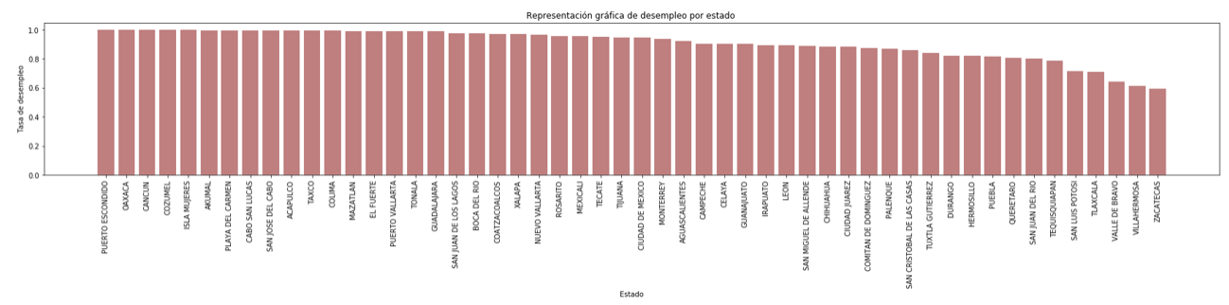 Representación gráfica de desempleo por estado
Tasa de desempleo
1.0
0.8
0.6
0.4
0.2
0.0
PUERTO ESCONDIDO
OAXACA
CANCUN
COZUMEL
ISLA MUJERES
AKUMAL
PLAYA DEL CARMEN
CABO SAN LUCAS
SAN JOSE DEL CABO
ACAPULCO
TAXCO
COLIMA
MAZATLAN
EL FUERTE
PUERTO VALLARTA
TONALA
GUADALAJARA
SAN JUAN DE LOS LAGOS
BOCA DEL RIO
COATZACOALCOS
XALAPA
NUEVO VALLARTA
ROSARITO
MEXICALI
TECATE
TIJUANA
CIUDAD DE MEXICO
MONTERREY
AGUASCALIENTES
CAMPECHE
CELAYA
GUANAJUATO
IRAPUATO
LEON
SAN MIGUEL DE ALLENDE
CHIHUAHUA
CIUDAD JUAREZ
COMITAN DE DOMINGUEZ
PALENQUE
SAN CRISTOBAL DE LAS CASAS
TUXTLA GUTIERREZ
DURANGO
HERMOSILLO
PUEBLA
QUERETARO
SAN JUAN DEL RIO
TEQUISQUIAPAN
SAN LUIS POTOSI
TLAXCALA
VALLE DE BRAVO
VILLAHERMOSA
ZACATECAS
Estado